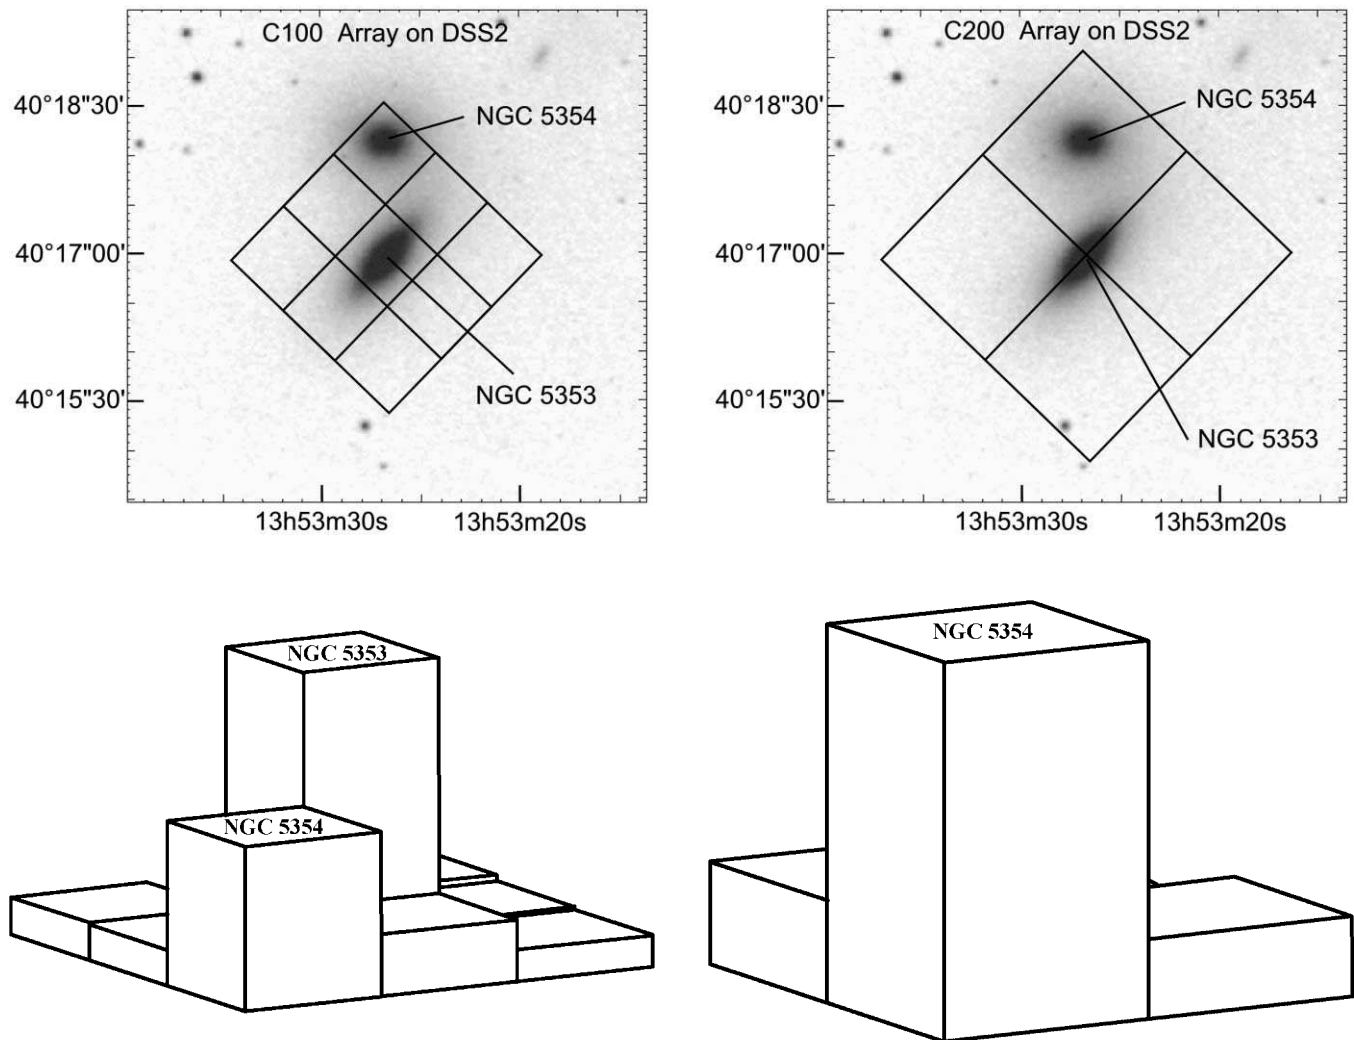 C100 Array on DSS2
40°18"30'
NGC 5354
40°17"00'
NGC 5353
40°15"30'
13h53m30s 13h53m20s
C200 Array on DSS2
40°18"30'
NGC 5354
40°17"00'
40°15"30'
NGC 5353
13h53m30s 13h53m20s
NGC 5353
NGC 5354
NGC 5354